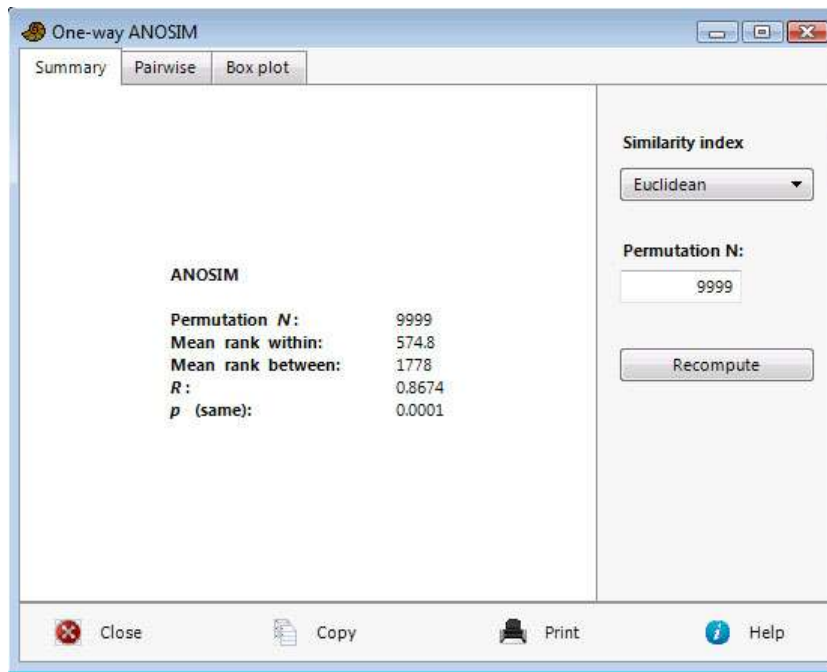 One-way ANOSIM
Summary Pairwise Box plot
Similarity index
Euclidean
Permutation N:
9999
Recompute
ANOSIM
Permutation N: 9999
Mean rank within: 574.8
Mean rank between: 1778
R: 0.8674
p (same): 0.0001
Close Copy Print Help